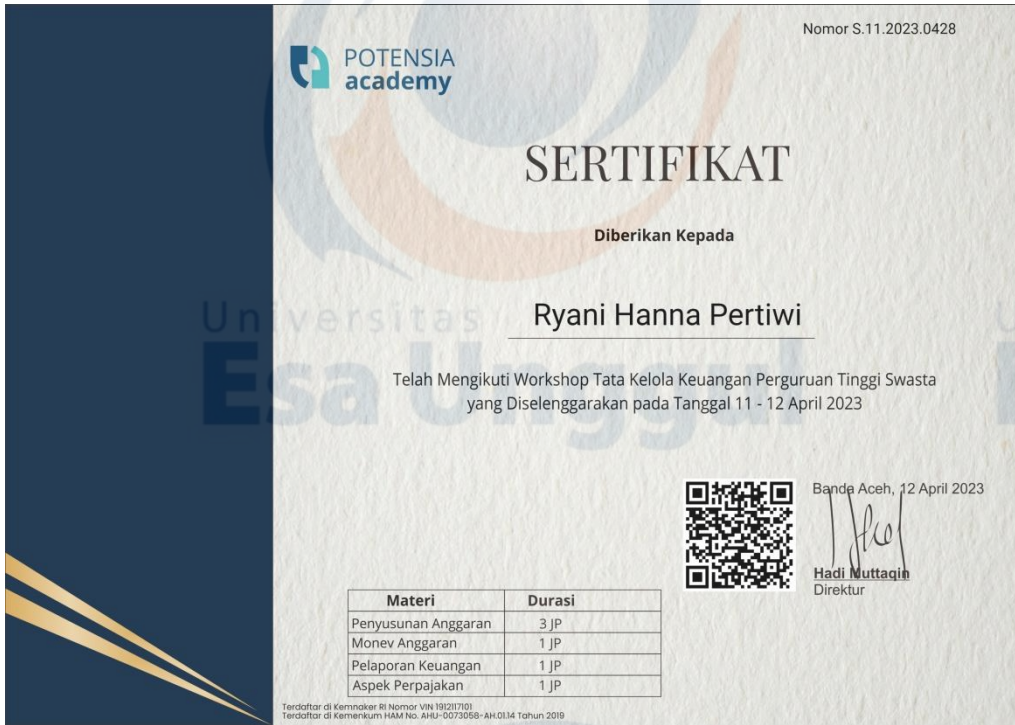 Nomor S.11.2023.0428
POTENSIA
academy
SERTIFIKAT
Diberikan Kepada
Ryani Hanna Pertiwi
Universitas
Esa Unggul
Telah Mengikuti Workshop Tata Kelola Keuangan Perguruan Tinggi Swasta
yang Diselenggarakan pada Tanggal 11 - 12 April 2023
Banda Aceh, 12 April 2023
Hadi Muttaqin
Direktur
Materi Durasi
Penyusunan Anggaran 3 JP
Monev Anggaran 1 JP
Pelaporan Keuangan 1 JP
Aspek Perpajakan 1 JP
Terdaftar di Kemnaker RI Nomor VIN 1912117101
Terdaftar di Kemenkum HAM No. AHU-0073058-AH.01.14 Tahun 2019